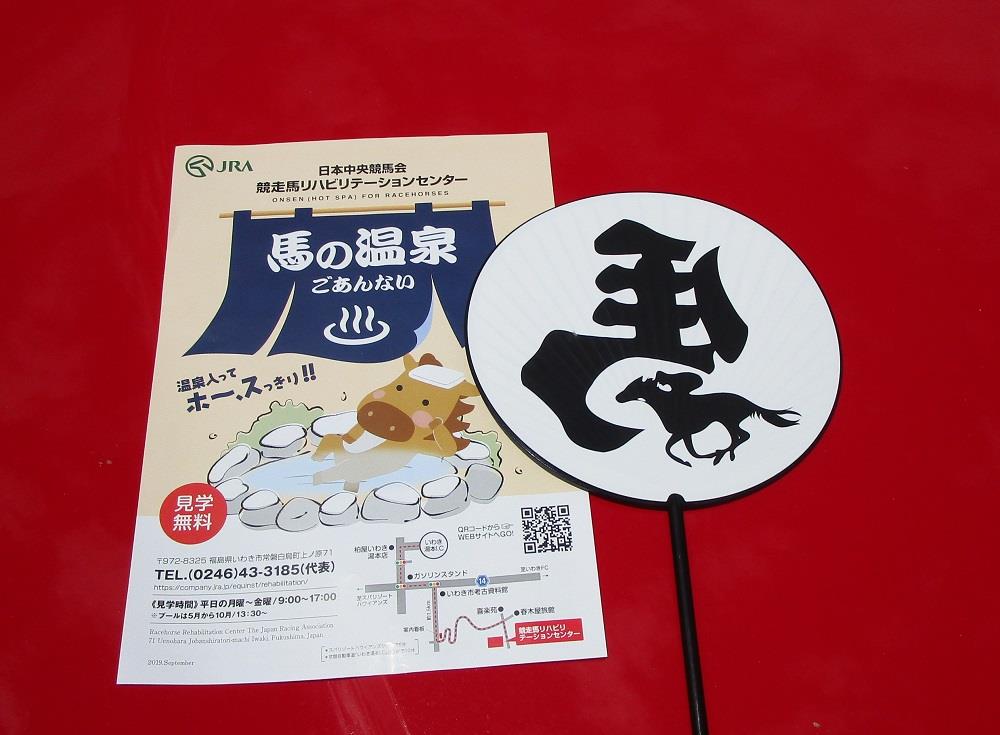 JRA
日本中央競馬会
競走馬リハビリテーションセンター
ONSEN (HOT SPA) FOR RACEHORSES
馬の温泉
ごあんない
温泉入って
ホー、スっきり!!
見学
無料
〒972-8325 福島県いわき市常磐白鳥町上ノ原71
TEL.(0246)43-3185(代表)
https://company.jra.jp/equinst/rehabilitation/
《見学時間》平日の月曜～金曜/9:00～17:00
※プールは5月から10月/13:30～
Racehorse Rehabilitation Center The Japan Racing Association
71 Uenohara Jobanshiratori-machi Iwaki, Fukushima, Japan
2019.September
QRコードから
WEBサイトへGO!
柏屋いわき
湯本店
いわき
湯本I.C
ガソリンスタンド
14
至いわきF.C
至スパリゾート
ハワイアンズ
いわき市考古資料館
喜楽苑
春木屋旅館
案内看板
競走馬リハビリ
テーションセンター
馬